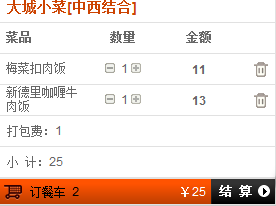 大城小菜[中西结合]
菜品 数量 金额
梅菜扣肉饭 1 11
新德里咖喱牛
肉饭 1 13
打包费：1
小 计：25
订餐车 2 ￥25 结 算